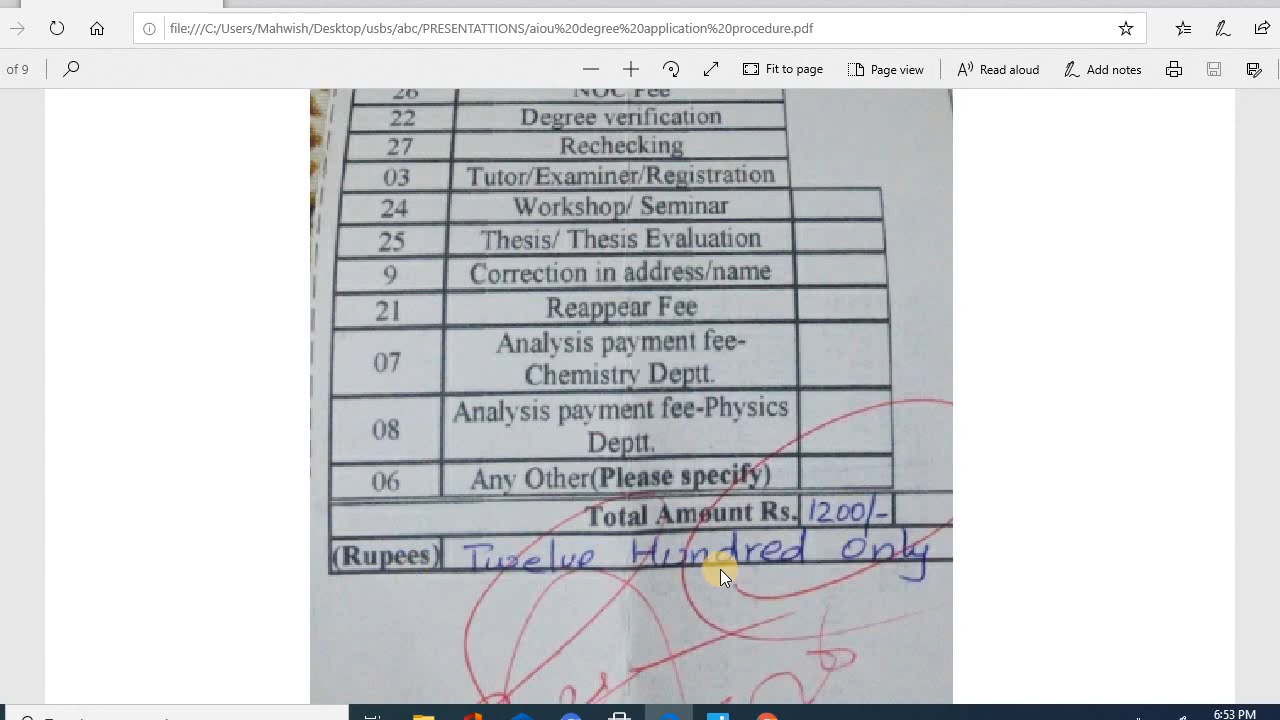 file:///C:/Users/Mahwish/Desktop/usbs/abc/PRESENTATTIONS/aiou%20degree%20application%20procedure.pdf
of 9 Fit to page Page view Read aloud Add notes
26 NOC Fee
22 Degree verification
27 Rechecking
03 Tutor/Examiner/Registration
24 Workshop/ Seminar
25 Thesis/ Thesis Evaluation
9 Correction in address/name
21 Reappear Fee
07 Analysis payment fee-
Chemistry Deptt.
08 Analysis payment fee-Physics
Deptt.
06 Any Other(Please specify)
Total Amount Rs. 1200/-
(Rupees) Twelve Hundred Only
6:53 PM